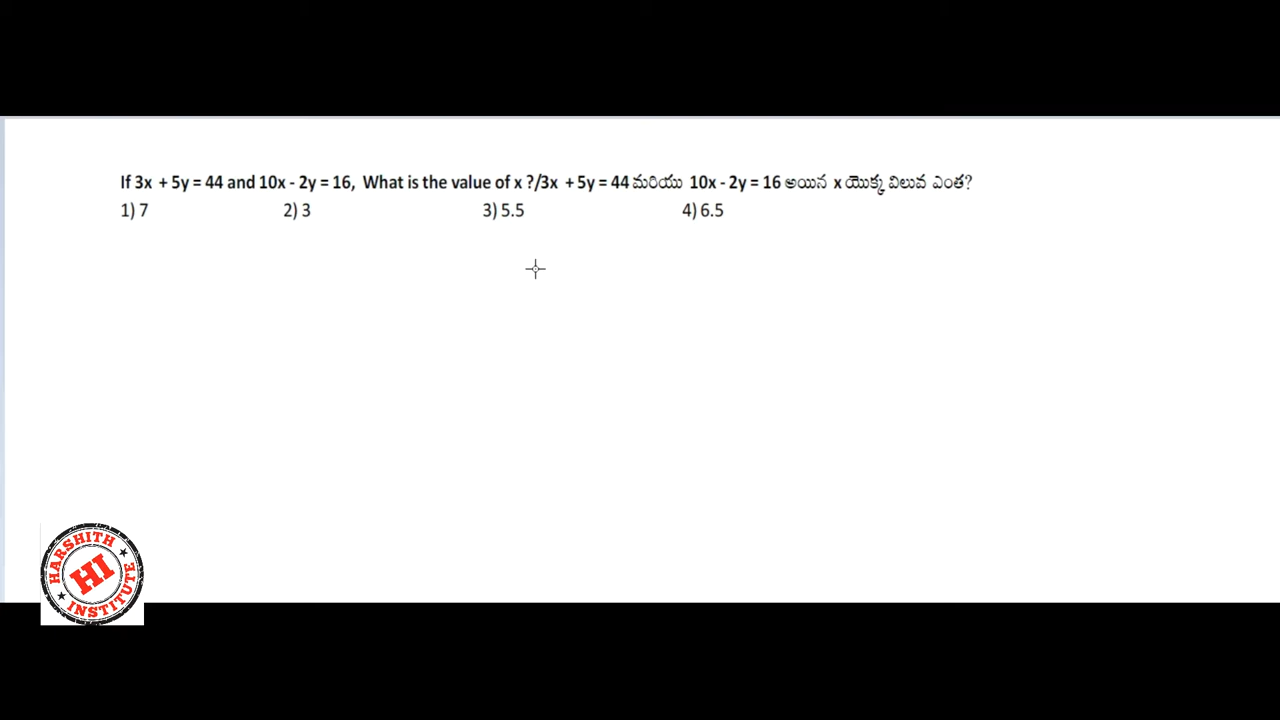 If 3x + 5y = 44 and 10x - 2y = 16, What is the value of x ?/3x + 5y = 44 మరియు 10x - 2y = 16 అయిన x యొక్క విలువ ఎంత?
1) 7 2) 3 3) 5.5 4) 6.5
HARSHITH
HI
INSTITUTE